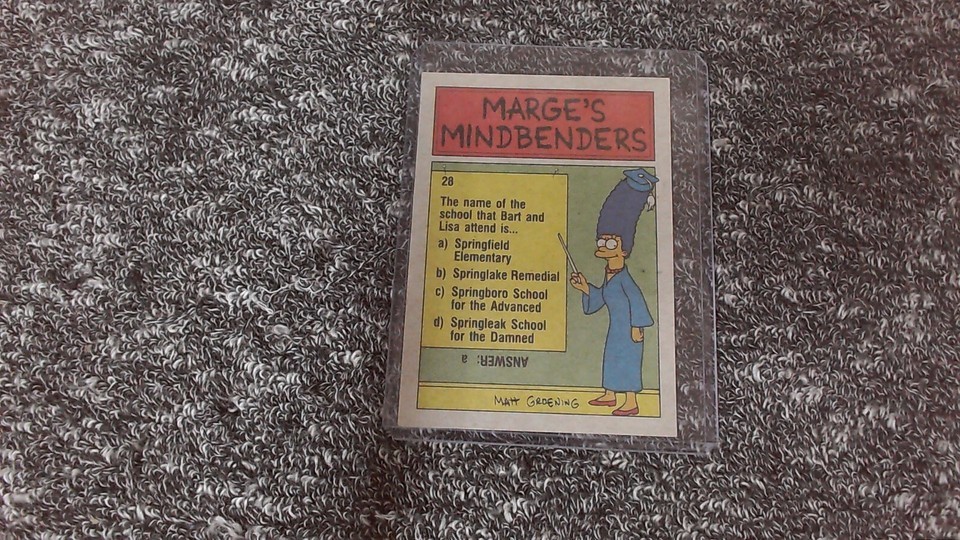 MARGE'S
MINDBENDERS
28
The name of the
school that Bart and
Lisa attend is...
a) Springfield
Elementary
b) Springlake Remedial
c) Springboro School
for the Advanced
d) Springleak School
for the Damned
ANSWER: a
MATT GROENING